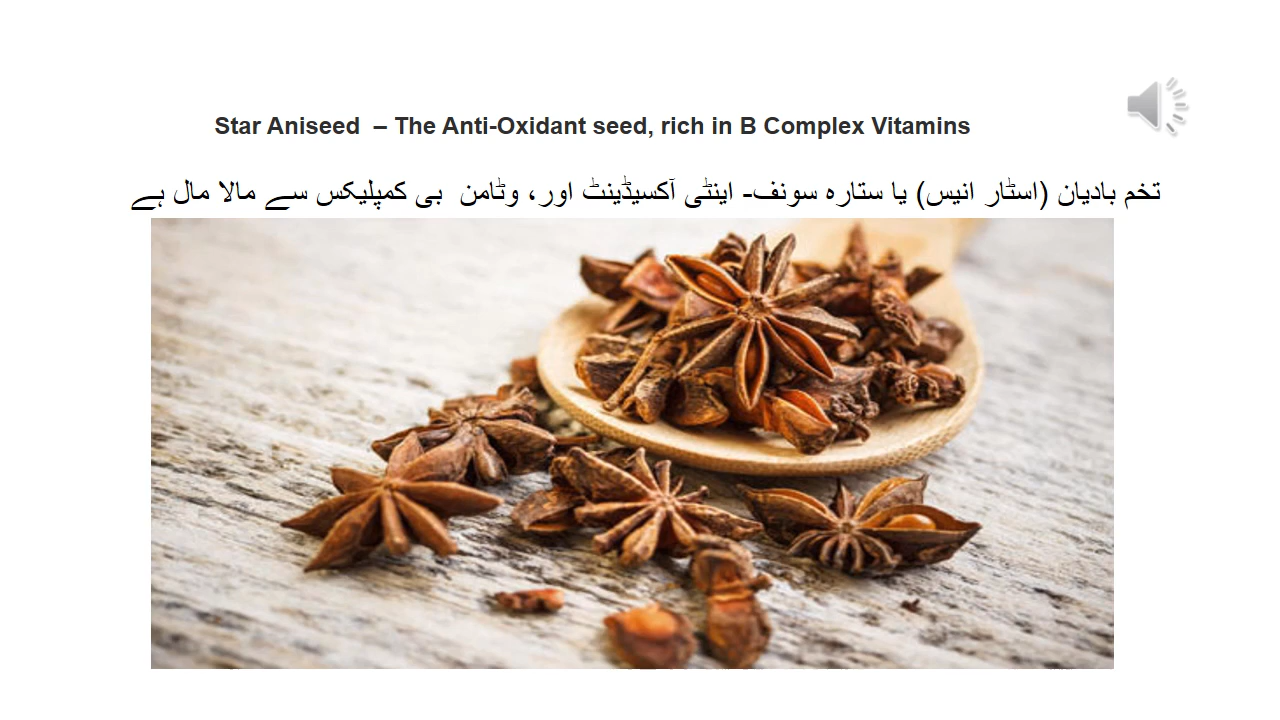 Star Aniseed – The Anti-Oxidant seed, rich in B Complex Vitamins
تخم بادیان (اسٹار انیس) یا ستارہ سونف- اینٹی آکسیڈینٹ اور، وٹامن بی کمپلیکس سے مالا مال ہے